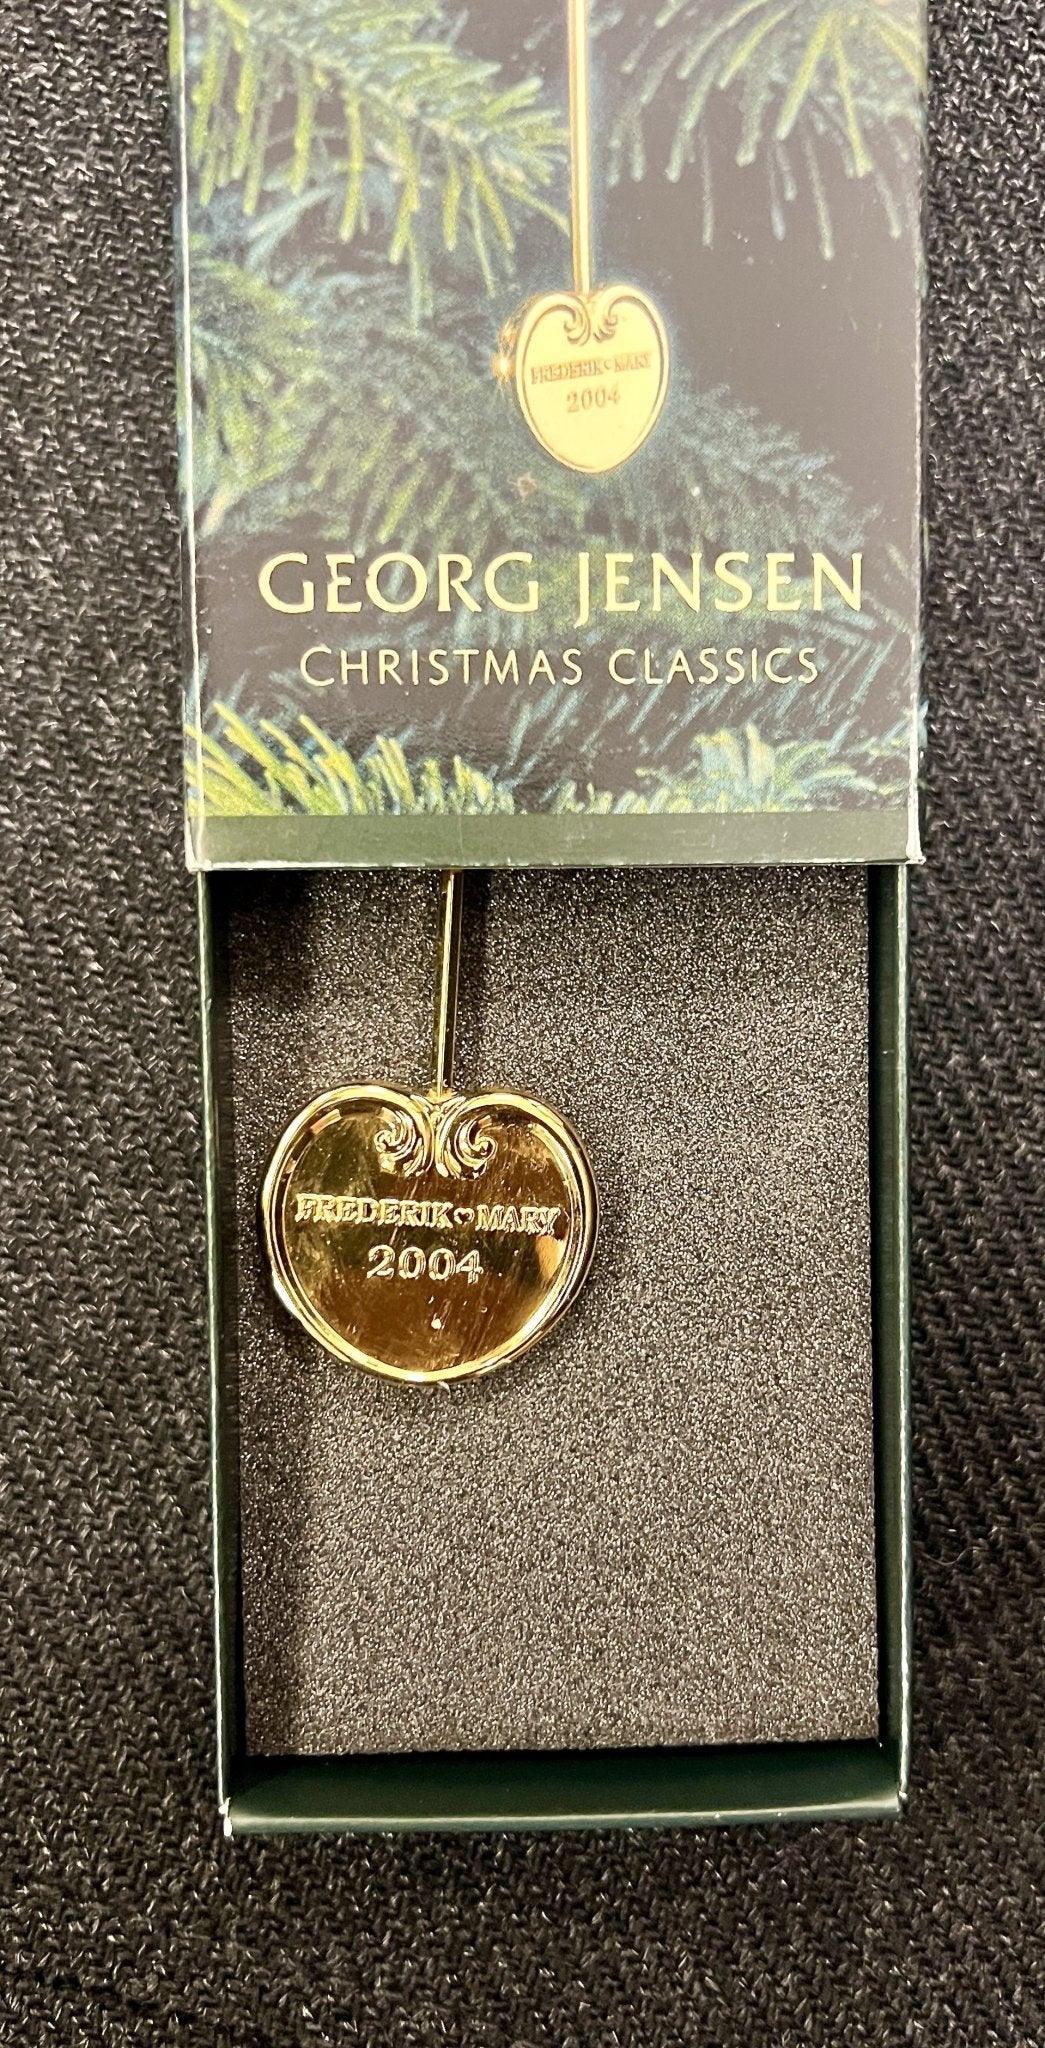 FREDERIK♡MARY
2004
GEORG JENSEN
CHRISTMAS CLASSICS
FREDERIK♡MARY
2004